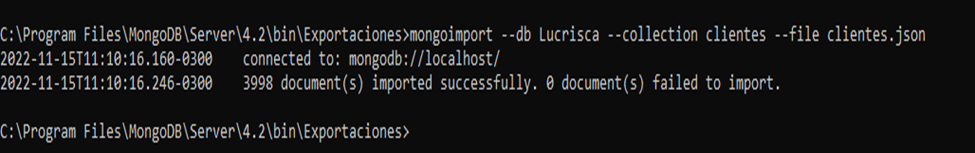 C:\Program Files\MongoDB\Server\4.2\bin\Exportaciones>mongoimport --db Lucrisca --collection clientes --file clientes.json
2022-11-15T11:10:16.160-0300    connected to: mongodb://localhost/
2022-11-15T11:10:16.246-0300    3998 document(s) imported successfully. 0 document(s) failed to import.
C:\Program Files\MongoDB\Server\4.2\bin\Exportaciones>